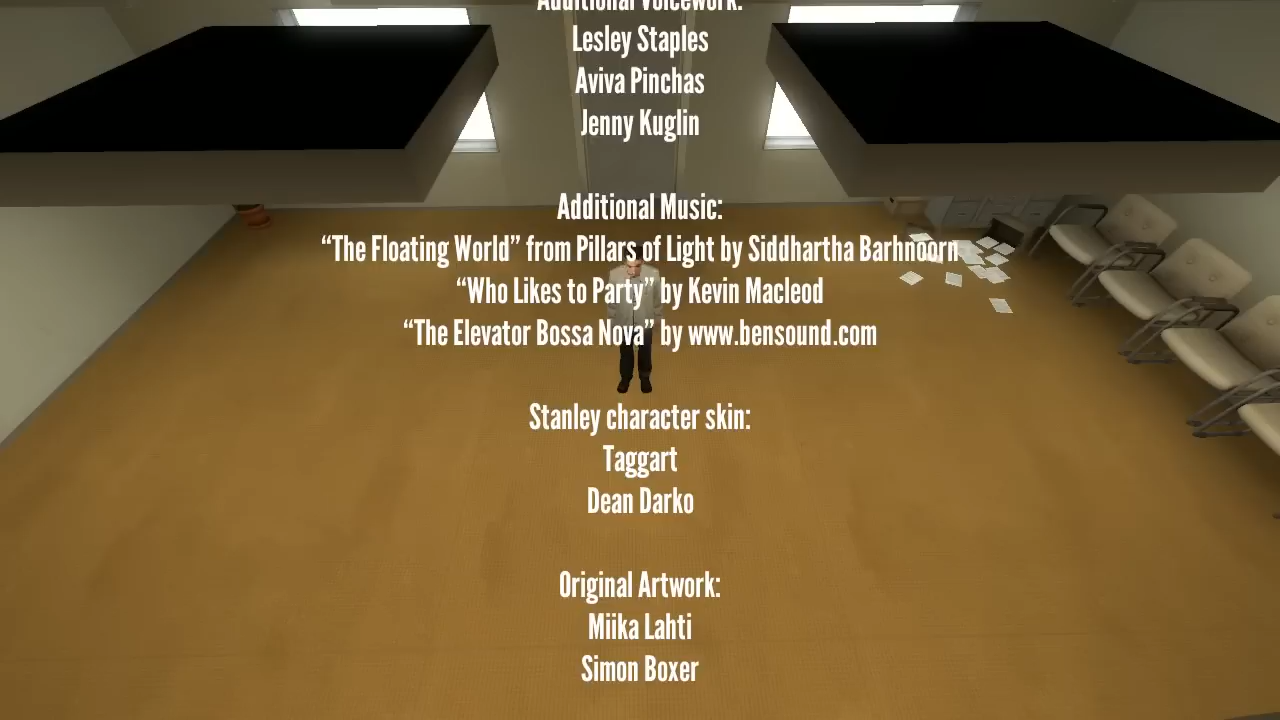 Additional Voicework:
Lesley Staples
Aviva Pinchas
Jenny Kuglin
Additional Music:
“The Floating World” from Pillars of Light by Siddhartha Barhnoorn
“Who Likes to Party” by Kevin Macleod
“The Elevator Bossa Nova” by www.bensound.com
Stanley character skin:
Taggart
Dean Darko
Original Artwork:
Miika Lahti
Simon Boxer